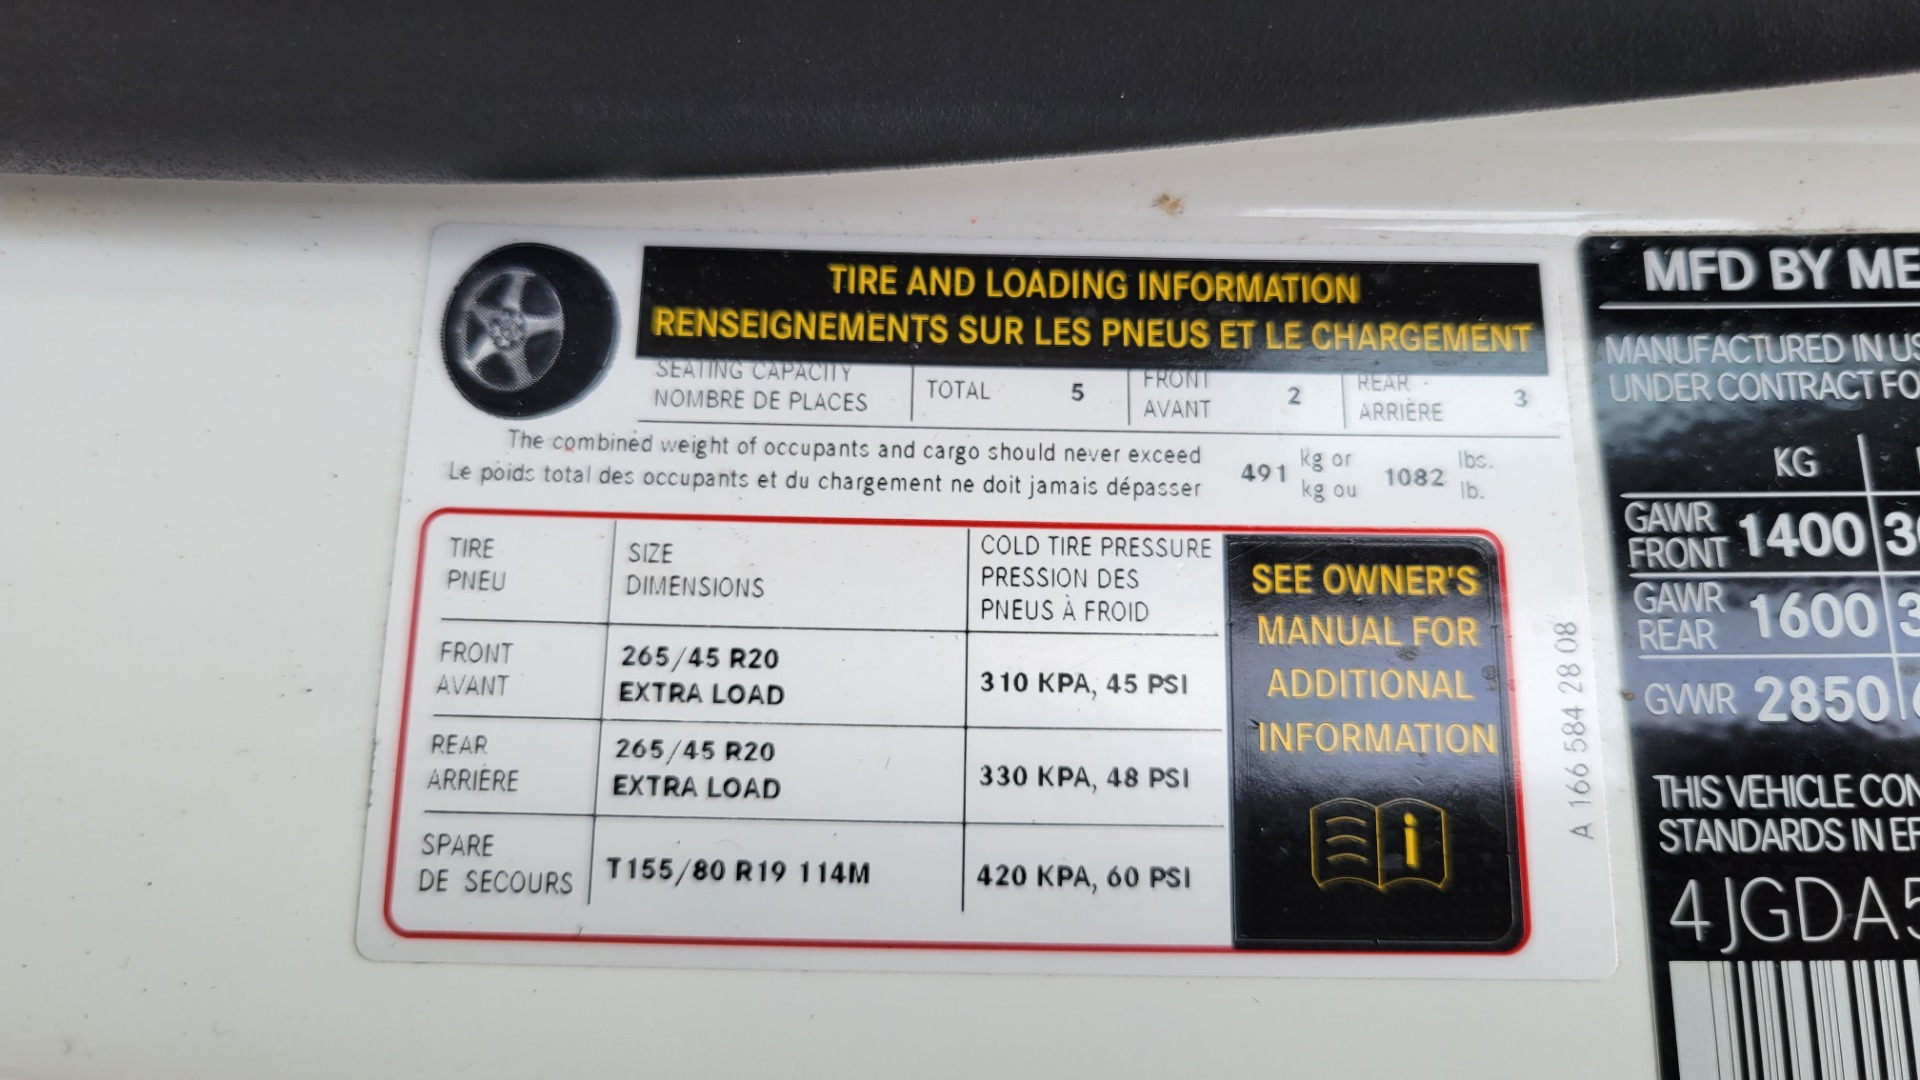 TIRE AND LOADING INFORMATION
RENSEIGNEMENTS SUR LES PNEUS ET LE CHARGEMENT
SEATING CAPACITY
NOMBRE DE PLACES
TOTAL 5
FRONT
AVANT
2
REAR
ARRIÈRE
3
The combined weight of occupants and cargo should never exceed
Le poids total des occupants et du chargement ne doit jamais dépasser
491
kg or
kg ou
1082
lbs.
lb.
TIRE
PNEU
SIZE
DIMENSIONS
COLD TIRE PRESSURE
PRESSION DES
PNEUS À FROID
FRONT
AVANT
265/45 R20
EXTRA LOAD
310 KPA, 45 PSI
REAR
ARRIÈRE
265/45 R20
EXTRA LOAD
330 KPA, 48 PSI
SPARE
DE SECOURS
T155/80 R19 114M
420 KPA, 60 PSI
SEE OWNER'S
MANUAL FOR
ADDITIONAL
INFORMATION
i
A 166 584 28 08
MFD BY ME
MANUFACTURED IN US
UNDER CONTRACT FO
KG
GAWR
FRONT
1400
GAWR
REAR
1600
GVWR 2850
THIS VEHICLE CON
STANDARDS IN EF
4JGDA5